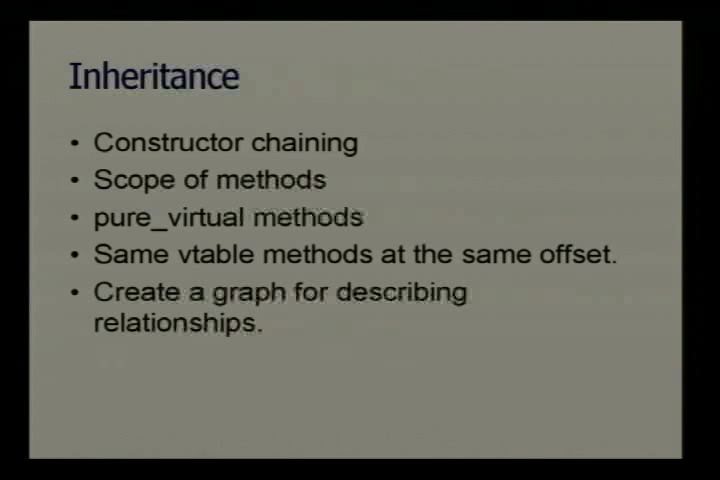 Inheritance
• Constructor chaining
• Scope of methods
• pure_virtual methods
• Same vtable methods at the same offset.
• Create a graph for describing
relationships.